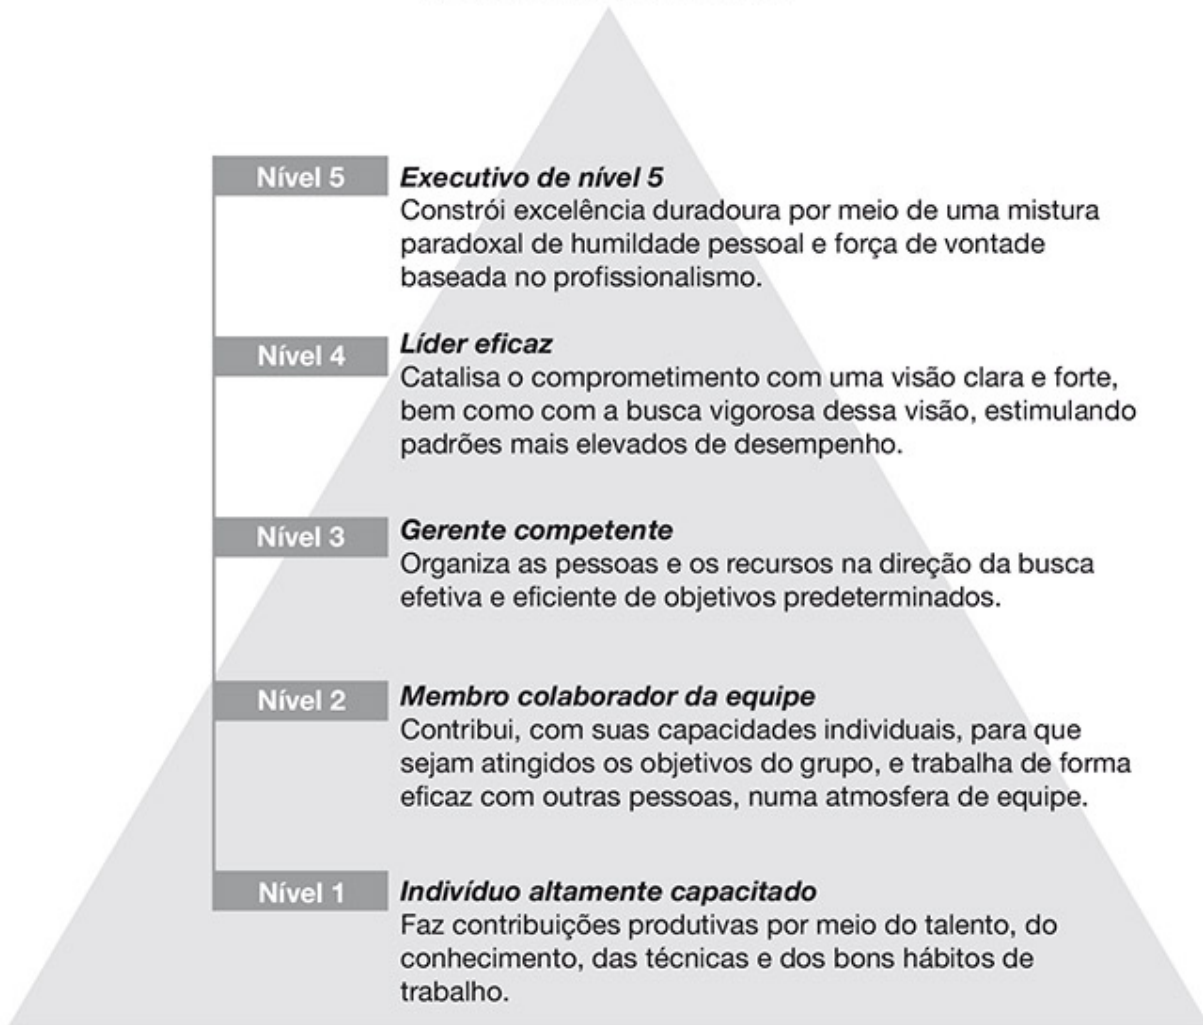 Nível 5
Executivo de nível 5
Constrói excelência duradoura por meio de uma mistura
paradoxal de humildade pessoal e força de vontade
baseada no profissionalismo.
Nível 4
Líder eficaz
Catalisa o comprometimento com uma visão clara e forte,
bem como com a busca vigorosa dessa visão, estimulando
padrões mais elevados de desempenho.
Nível 3
Gerente competente
Organiza as pessoas e os recursos na direção da busca
efetiva e eficiente de objetivos predeterminados.
Nível 2
Membro colaborador da equipe
Contribui, com suas capacidades individuais, para que
sejam atingidos os objetivos do grupo, e trabalha de forma
eficaz com outras pessoas, numa atmosfera de equipe.
Nível 1
Indivíduo altamente capacitado
Faz contribuições produtivas por meio do talento, do
conhecimento, das técnicas e dos bons hábitos de
trabalho.